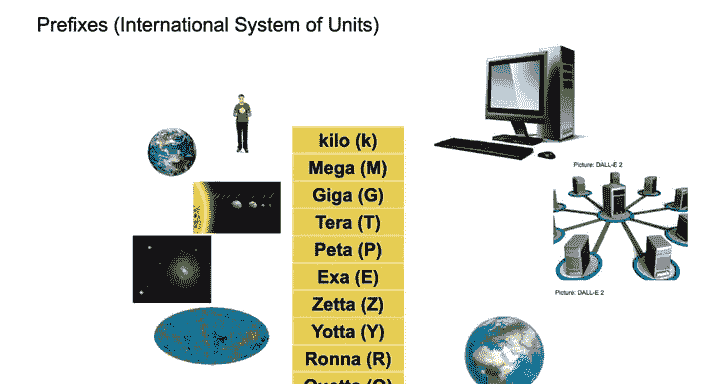 Prefixes (International System of Units)
kilo (k)
Mega (M)
Giga (G)
Tera (T)
Peta (P)
Exa (E)
Zetta (Z)
Yotta (Y)
Ronna (R)
Picture: DALL-E 2
Picture: DALL-E 2